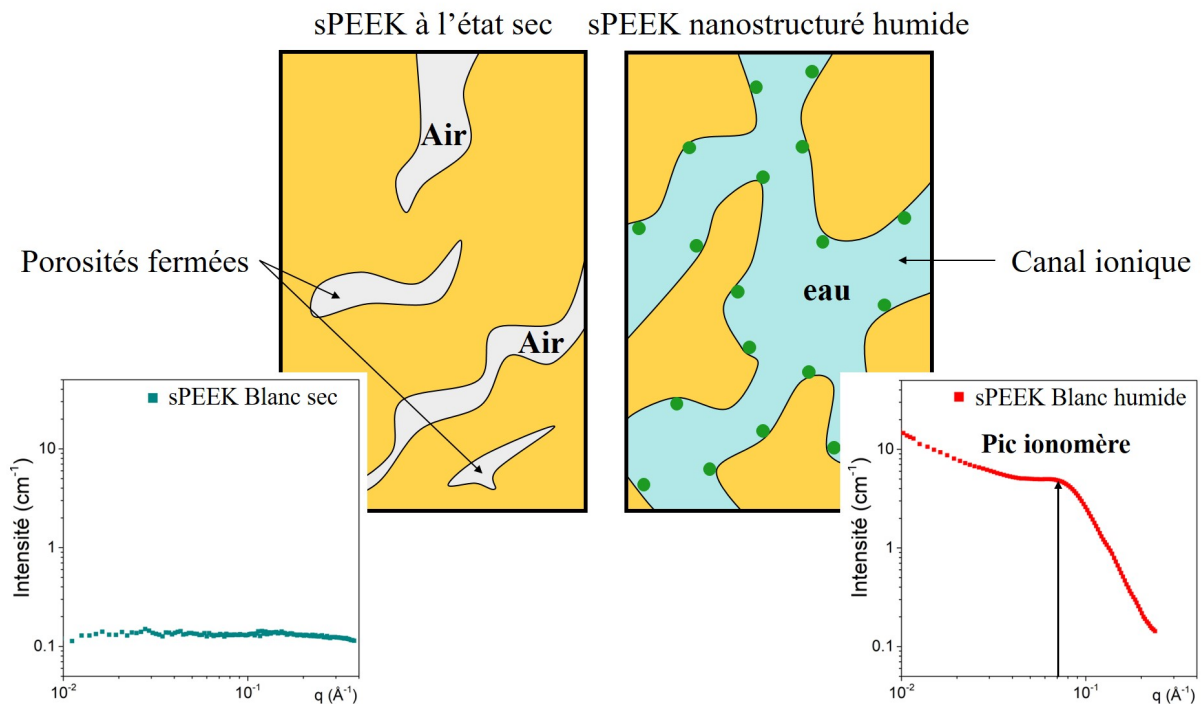 sPEEK à l’état sec
sPEEK nanostructuré humide
Air
Porosités fermées
Air
eau
Canal ionique
sPEEK Blanc sec
Intensité (cm⁻¹)
10
1
0.1
10⁻²
10⁻¹
q (Å⁻¹)
sPEEK Blanc humide
Pic ionomère
Intensité (cm⁻¹)
10
1
0.1
10⁻²
10⁻¹
q (Å⁻¹)